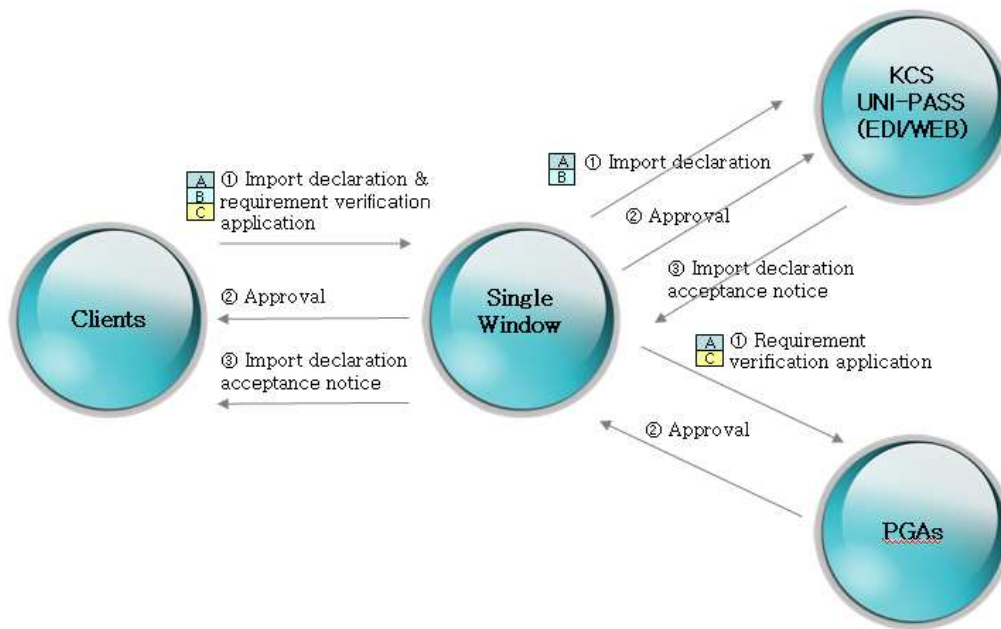 KCS
UNI-PASS
(EDI/WEB)
A
B
① Import declaration
A
B
C
① Import declaration &
requirement verification
application
② Approval
③ Import declaration
acceptance notice
Clients
② Approval
Single
Window
③ Import declaration
acceptance notice
A
C
① Requirement
verification application
② Approval
PGAs